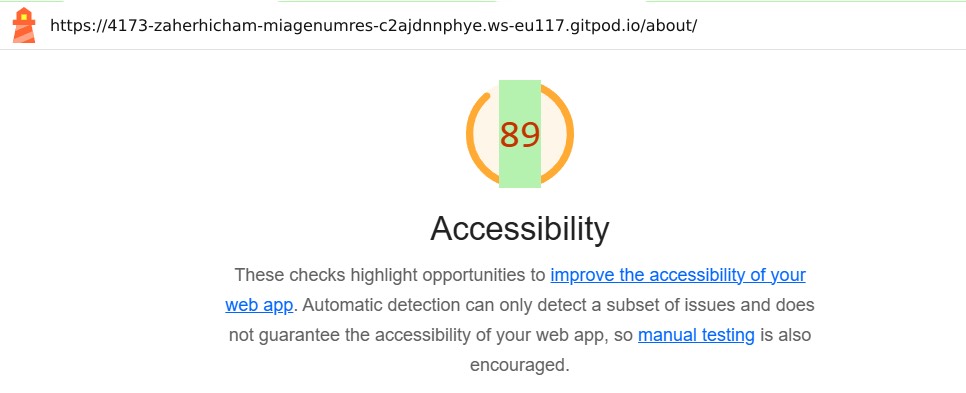 https://4173-zaherhicham-miagenumres-c2ajdnnphye.ws-eu117.gitpod.io/about/
89
Accessibility
These checks highlight opportunities to improve the accessibility of your
web app. Automatic detection can only detect a subset of issues and does
not guarantee the accessibility of your web app, so manual testing is also
encouraged.